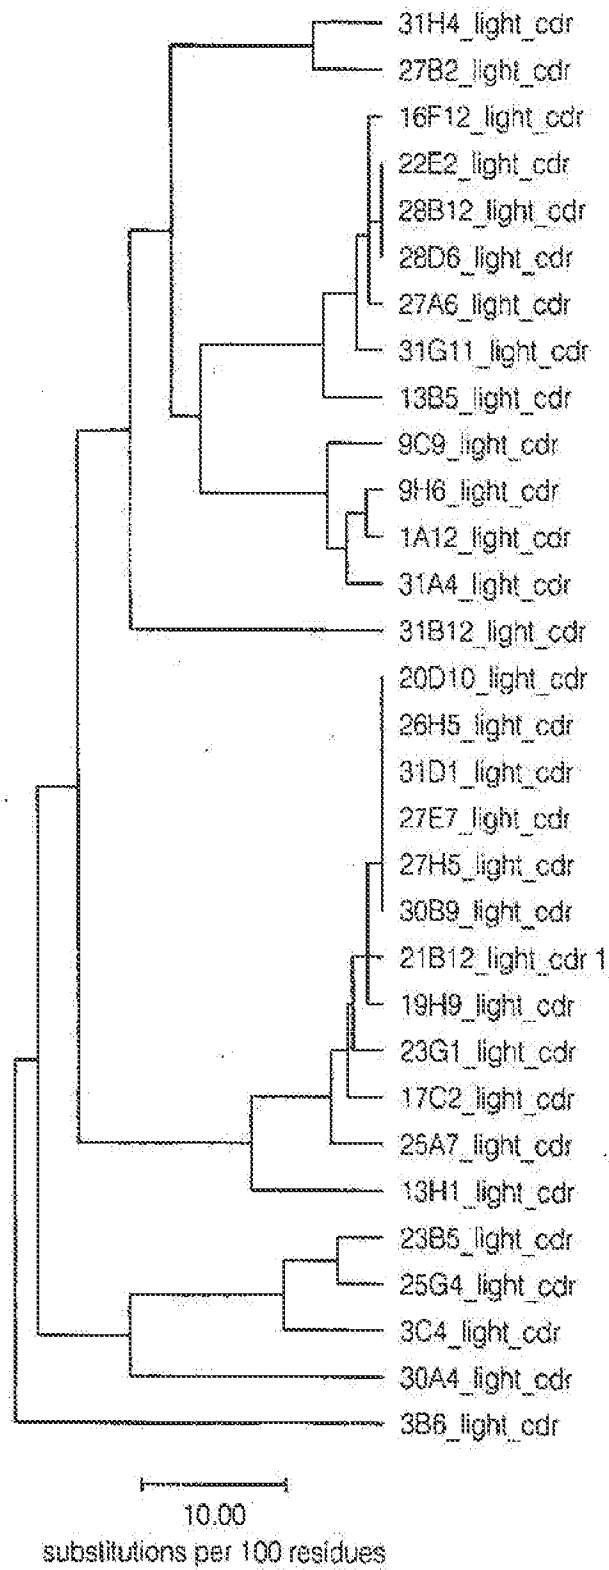 31H4_light_cdr
27B2_light_cdr
16F12_light_cdr
22E2_light_cdr
28B12_light_cdr
28D6_light_cdr
27A6_light_cdr
31G11_light_cdr
13B5_light_cdr
9C9_light_cdr
9H6_light_cdr
1A12_light_cdr
31A4_light_cdr
31B12_light_cdr
20D10_light_cdr
26H5_light_cdr
31D1_light_cdr
27E7_light_cdr
27H5_light_cdr
30B9_light_cdr
21B12_light_cdr 1
19H9_light_cdr
23G1_light_cdr
17C2_light_cdr
25A7_light_cdr
13H1_light_cdr
23B5_light_cdr
25G4_light_cdr
3C4_light_cdr
30A4_light_cdr
3B6_light_cdr
10.00
substitutions per 100 residues